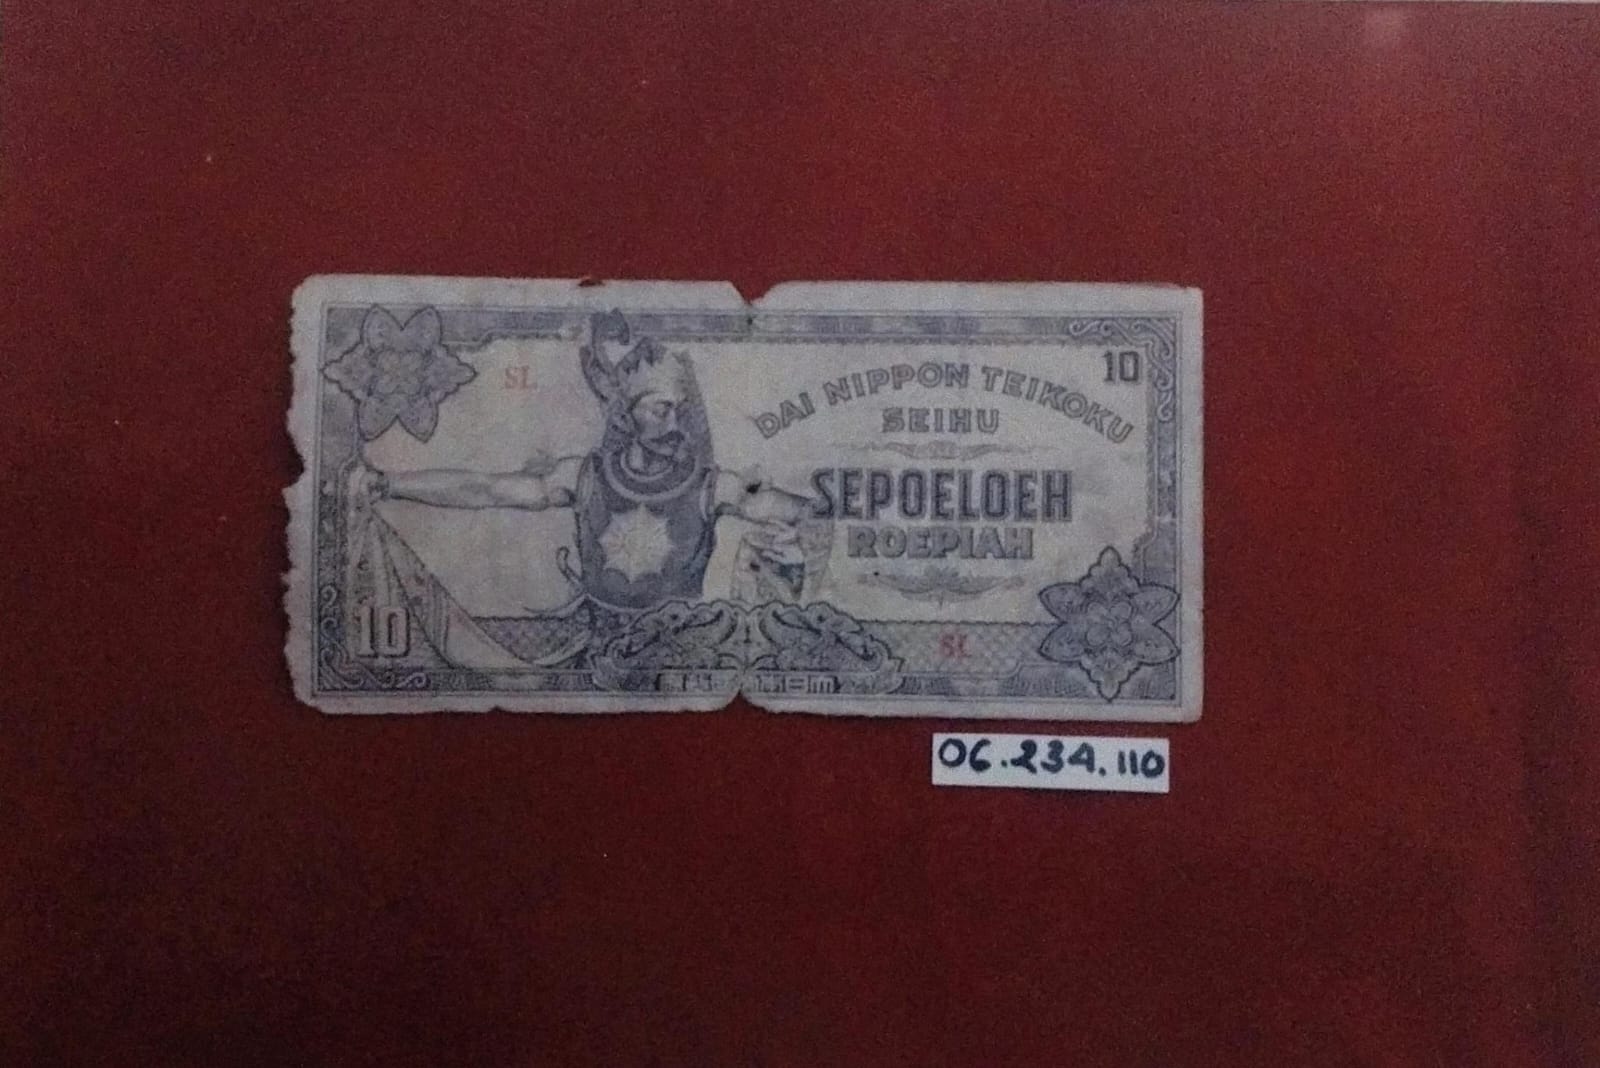 10
SL
DAI NIPPON TEIKOKU
SEIHU
SEPOELOEH
ROEPIAH
10
SL
06.234.110